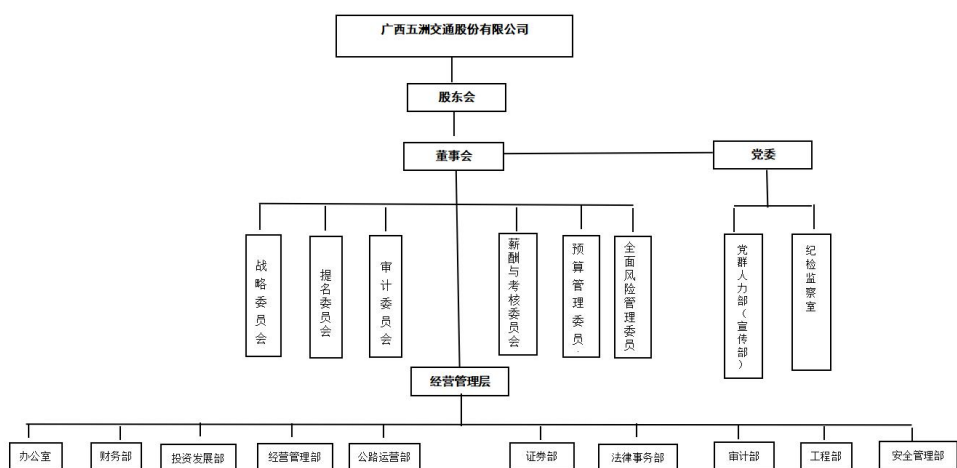 广西五洲交通股份有限公司
股东会
董事会
党委
战略委员会
提名委员会
审计委员会
薪酬与考核委员会
预算管理委员
全面风险管理委员
党群人力部（宣传部）
纪检监察室
经营管理层
办公室
财务部
投资发展部
经营管理部
公路运营部
证券部
法律事务部
审计部
工程部
安全管理部